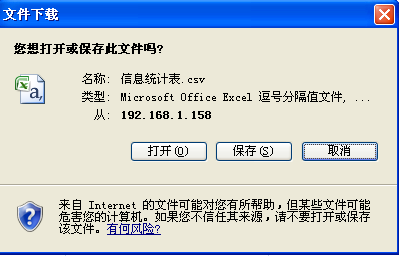 文件下载
您想打开或保存此文件吗?
名称: 信息统计表.csv
类型: Microsoft Office Excel 逗号分隔值文件, ...
从: 192.168.1.158
打开(O) 保存(S) 取消
来自 Internet 的文件可能对您有所帮助，但某些文件可能
危害您的计算机。如果您不信任其来源，请不要打开或保存
该文件。有何风险?